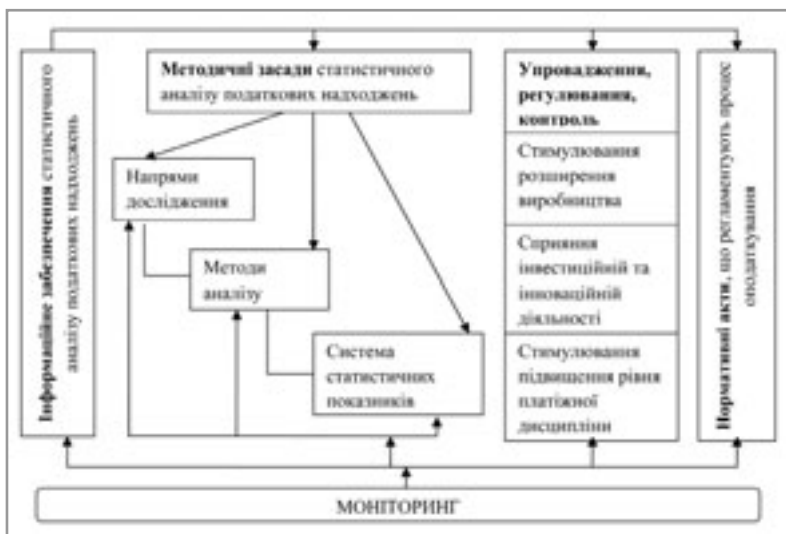 Інформаційне забезпечення статистичного
аналізу податкових надходжень
Методичні засади статистичного
аналізу податкових надходжень
Напрями
дослідження
Методи
аналізу
Система
статистичних
показників
Упровадження,
регулювання,
контроль
Стимулювання
розширення
виробництва
Сприяння
інвестиційній та
інноваційній
діяльності
Стимулювання
підвищення рівня
платіжної
дисципліни
Нормативні акти, що регламентують процес
оподаткування
МОНІТОРИНГ